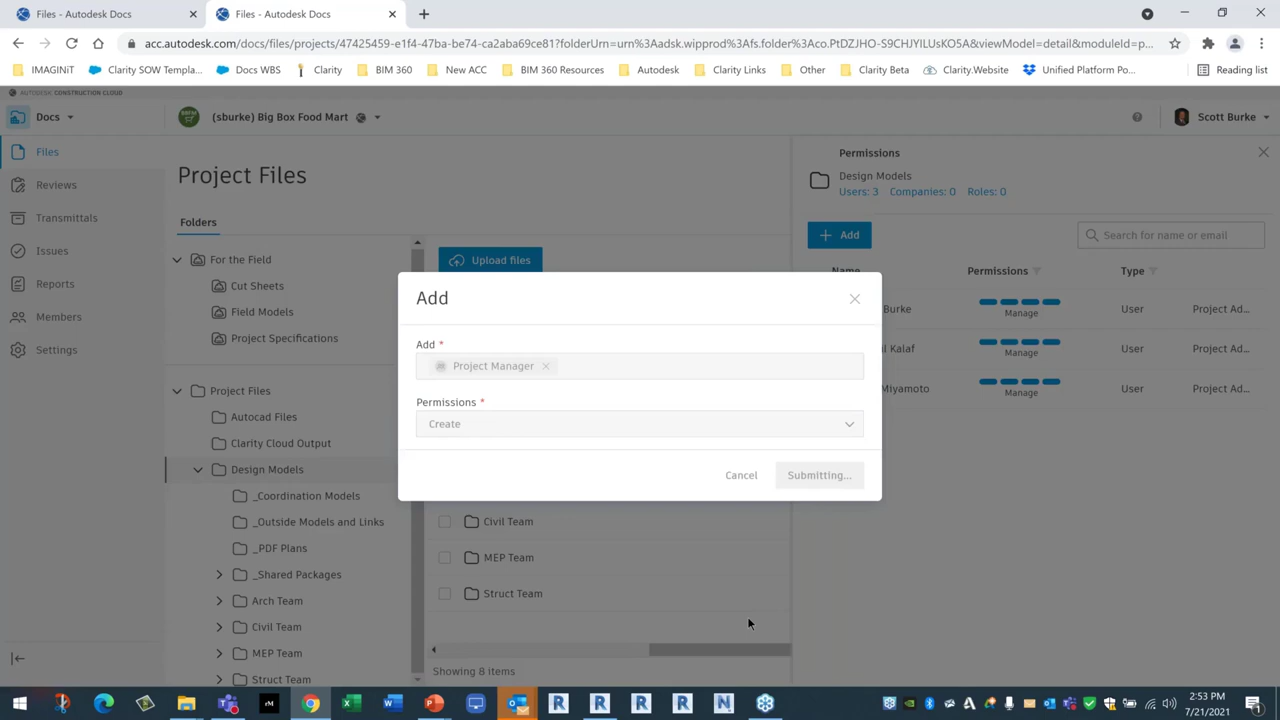 Files - Autodesk Docs
Files - Autodesk Docs
acc.autodesk.com/docs/files/projects/47425459-e1f4-47ba-be74-ca2aba69ce81?folderUrn=urn%3Aadsk.wipprod%3Afs.folder%3Aco.PtDZJHO-S9CHJYILUsKO5A&viewModel=detail&moduleId=p...
IMAGINiT
Clarity SOW Templa...
Docs WBS
Clarity
BIM 360
New ACC
BIM 360 Resources
Autodesk
Clarity Links
Other
Clarity Beta
Clarity.Website
Unified Platform Po...
Reading list
AUTODESK CONSTRUCTION CLOUD
Docs
BBFM
(sburke) Big Box Food Mart
Scott Burke
Files
Reviews
Transmittals
Issues
Reports
Members
Settings
Project Files
Folders
For the Field
Cut Sheets
Field Models
Project Specifications
Project Files
Autocad Files
Clarity Cloud Output
Design Models
_Coordination Models
_Outside Models and Links
_PDF Plans
_Shared Packages
Arch Team
Civil Team
MEP Team
Struct Team
Upload files
Civil Team
MEP Team
Struct Team
Showing 8 items
Add
Add *
Project Manager
Permissions *
Create
Cancel
Submitting...
Permissions
Design Models
Users: 3 Companies: 0 Roles: 0
Add
Search for name or email
Name Permissions Type
Burke Manage User Project Ad...
il Kalaf Manage User Project Ad...
Miyamoto Manage User Project Ad...
2:53 PM
7/21/2021